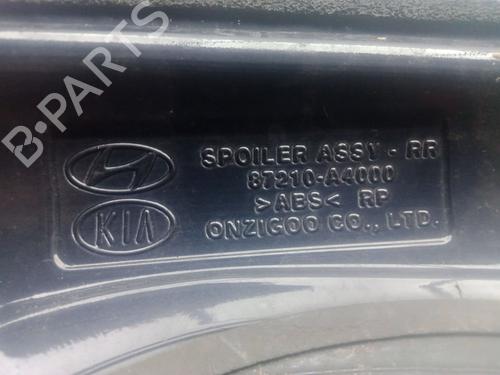 B-PARTS
SPOILER ASSY - RR
87210-A4000
>ABS< RP
ONZIGOO CO., LTD.
KIA